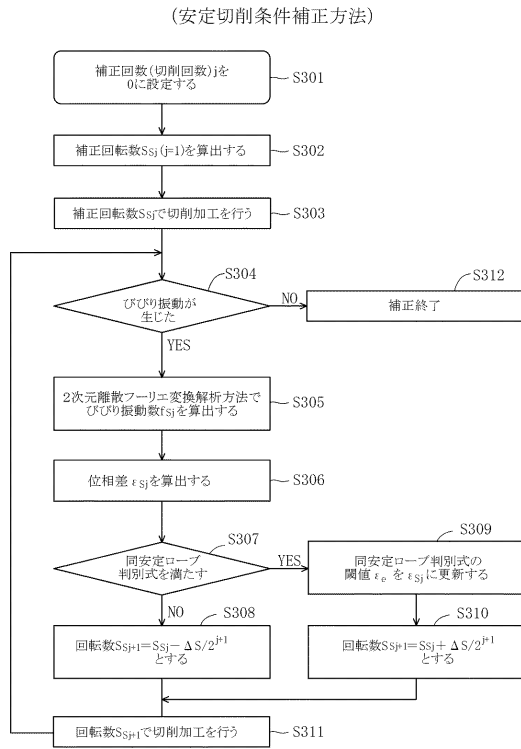 (安定切削条件補正方法)
補正回数(切削回数)jを
0に設定する
S301
補正回転数SSj(j=1)を算出する
S302
補正回転数SSjで切削加工を行う
S303
びびり振動が
生じた
S304
NO
補正終了
S312
YES
2次元離散フーリエ変換解析方法で
びびり振動数fSjを算出する
S305
位相差εSjを算出する
S306
同安定ローブ
判別式を満たす
S307
YES
同安定ローブ判別式の
閾値εeをεSjに更新する
S309
NO
回転数SSj+1=SSj−ΔS/2^j+1
とする
S308
回転数SSj+1=SSj+ΔS/2^j+1
とする
S310
回転数SSj+1で切削加工を行う
S311